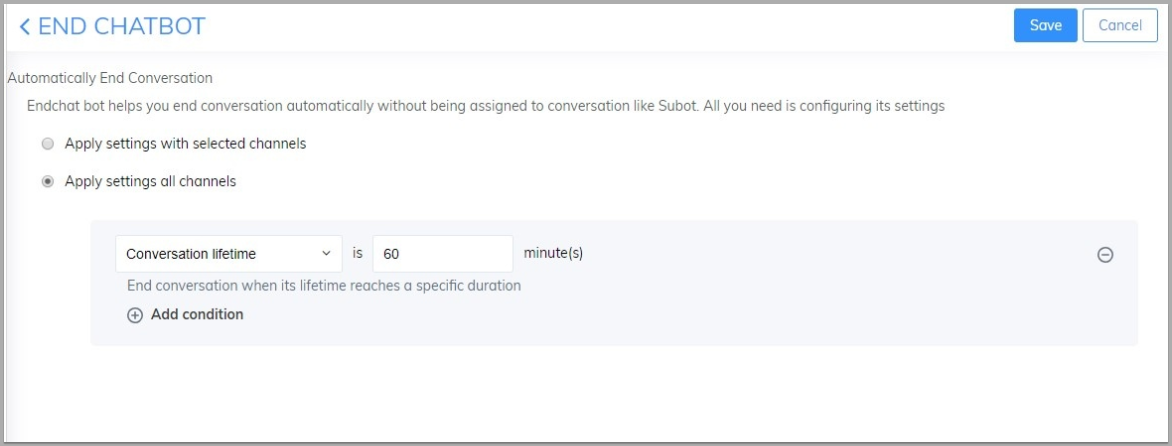 END CHATBOT
Save
Cancel
Automatically End Conversation
Endchat bot helps you end conversation automatically without being assigned to conversation like Subot. All you need is configuring its settings
Apply settings with selected channels
Apply settings all channels
Conversation lifetime is 60 minute(s)
End conversation when its lifetime reaches a specific duration
Add condition